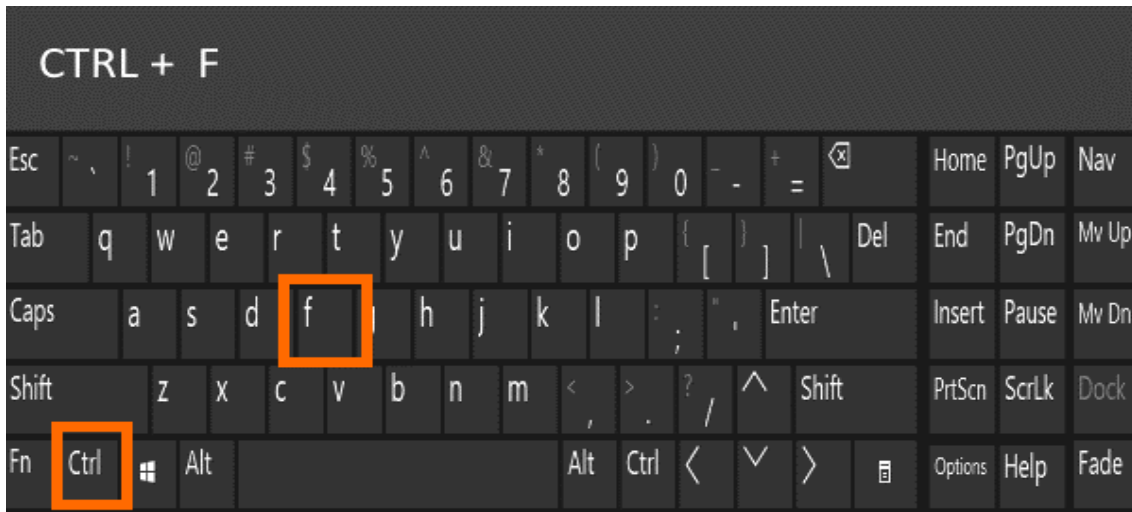 CTRL + F
Esc ~ ` ! 1 @ 2 # 3 $ 4 % 5 ^ 6 & 7 * 8 ( 9 ) 0 _ - + = Home PgUp Nav
Tab q w e r t y u i o p { [ } ] | \ Del End PgDn Mv Up
Caps a s d f h j k l : ; " ' Enter Insert Pause Mv Dn
Shift z x c v b n m < , > . ? / Shift PrtScn ScrLk Dock
Fn Ctrl Alt Alt Ctrl Options Help Fade